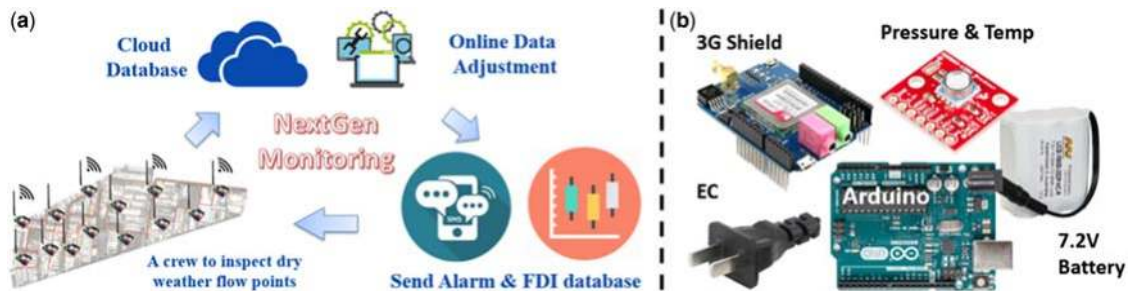 (a)
Cloud
Database
Online Data
Adjustment
NextGen
Monitoring
SMS
A crew to inspect dry
weather flow points
Send Alarm & FDI database
(b)
3G Shield
Pressure & Temp
EC
Arduino
7.2V
Battery